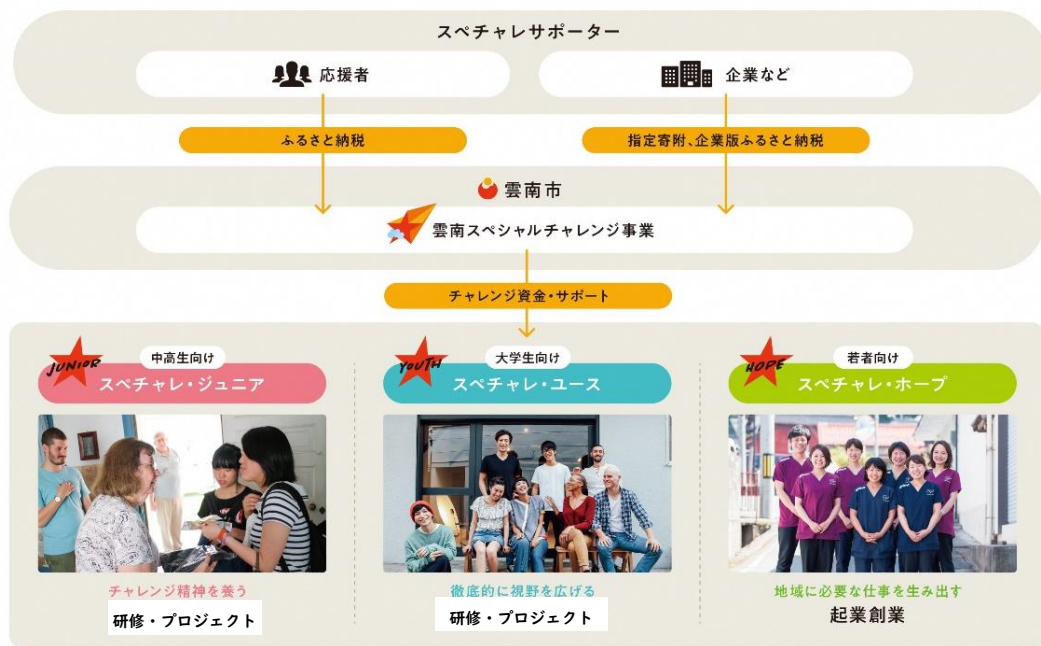 スペチャレサポーター
応援者
企業など
ふるさと納税
指定寄附、企業版ふるさと納税
雲南市
雲南スペシャルチャレンジ事業
チャレンジ資金・サポート
JUNIOR
中高生向け
スペチャレ・ジュニア
YOUTH
大学生向け
スペチャレ・ユース
HOPE
若者向け
スペチャレ・ホープ
チャレンジ精神を養う
研修・プロジェクト
徹底的に視野を広げる
研修・プロジェクト
地域に必要な仕事を生み出す
起業創業